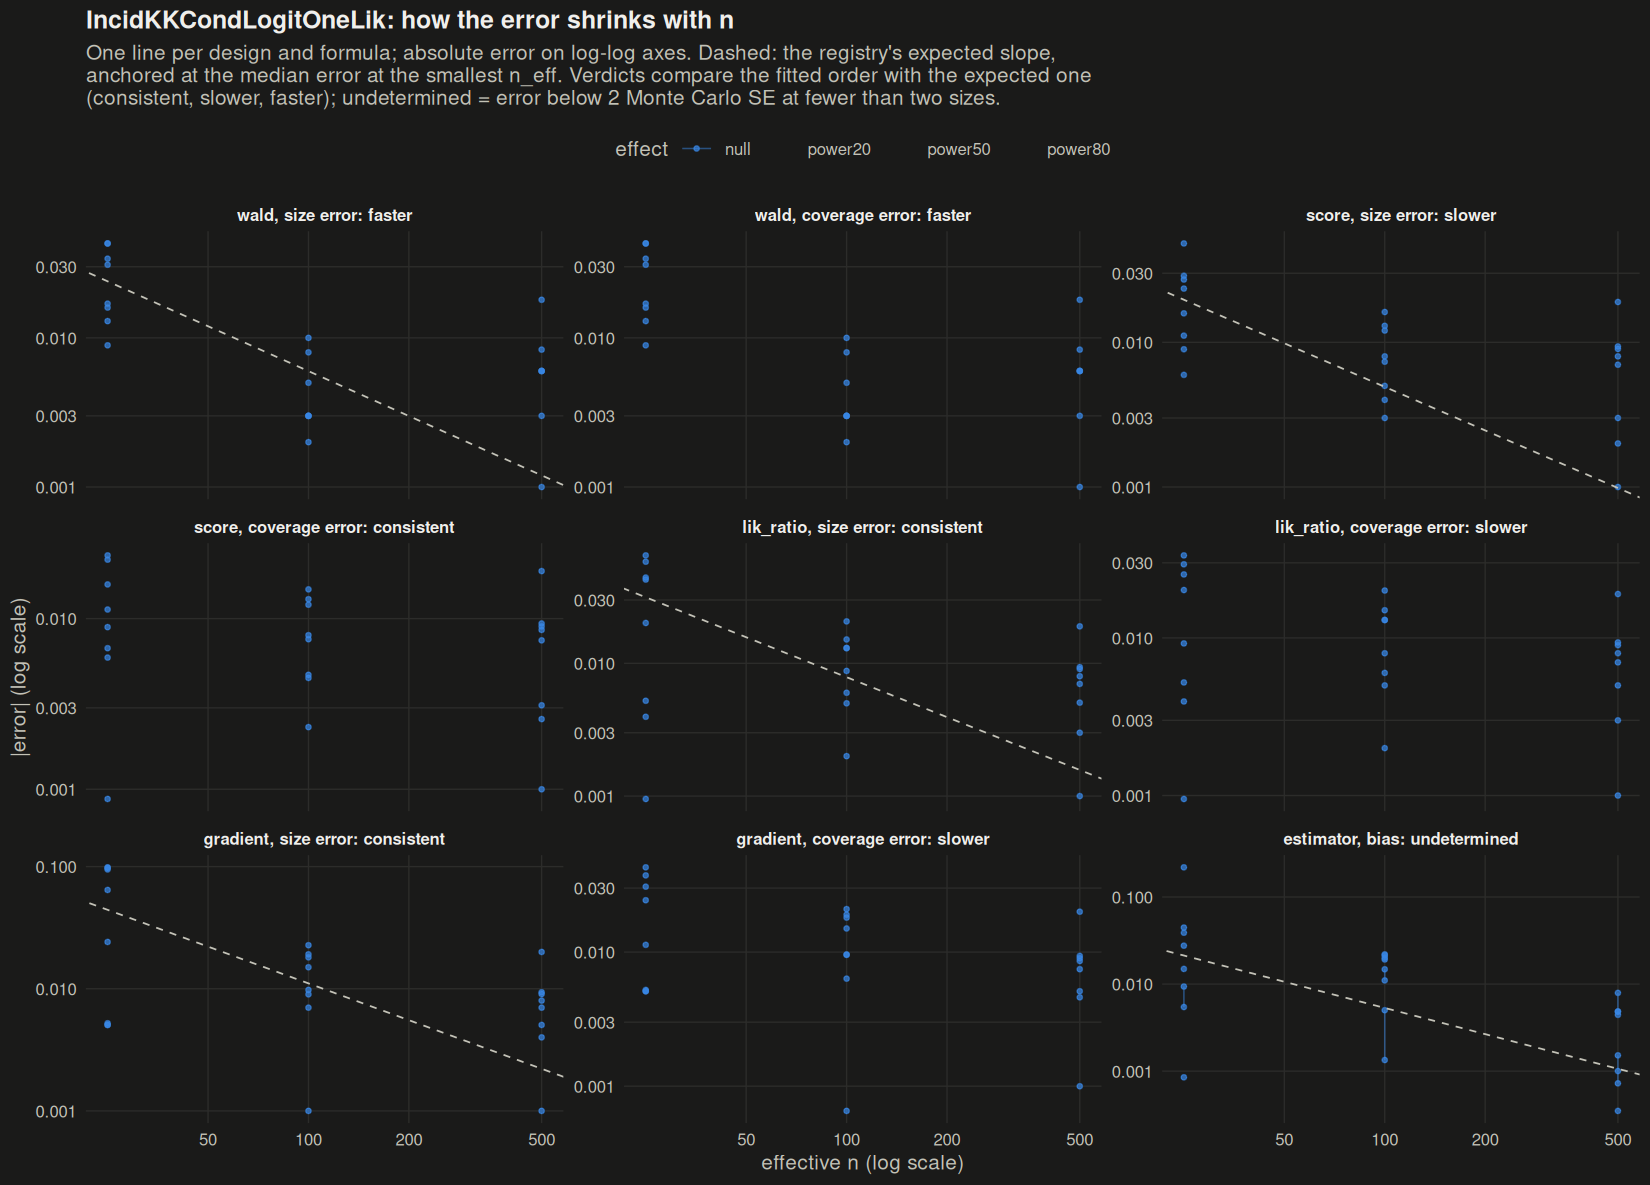 IncidKKCondLogitOneLik: how the error shrinks with n
One line per design and formula; absolute error on log-log axes. Dashed: the registry's expected slope,
anchored at the median error at the smallest n_eff. Verdicts compare the fitted order with the expected one
(consistent, slower, faster); undetermined = error below 2 Monte Carlo SE at fewer than two sizes.
effect null power20 power50 power80
wald, size error: faster
wald, coverage error: faster
score, size error: slower
0.030
0.010
0.003
0.001
0.030
0.010
0.003
0.001
0.030
0.010
0.003
0.001
score, coverage error: consistent
lik_ratio, size error: consistent
lik_ratio, coverage error: slower
0.010
0.003
0.001
0.030
0.010
0.003
0.001
0.030
0.010
0.003
0.001
gradient, size error: consistent
gradient, coverage error: slower
estimator, bias: undetermined
0.100
0.010
0.001
0.030
0.010
0.003
0.001
0.100
0.010
0.001
50 100 200 500
50 100 200 500
50 100 200 500
effective n (log scale)
|error| (log scale)